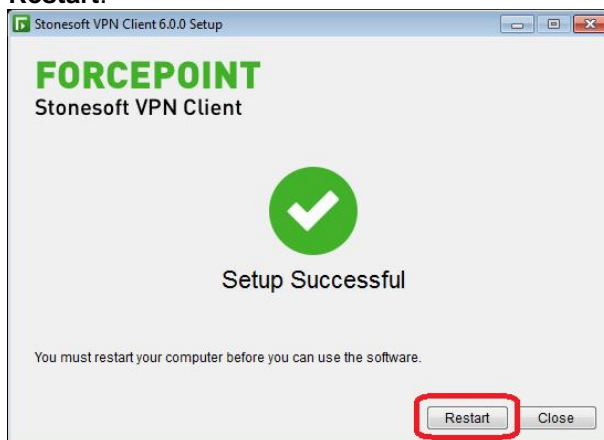 Restart.
Stonesoft VPN Client 6.0.0 Setup
FORCEPOINT
Stonesoft VPN Client
Setup Successful
You must restart your computer before you can use the software.
Restart Close